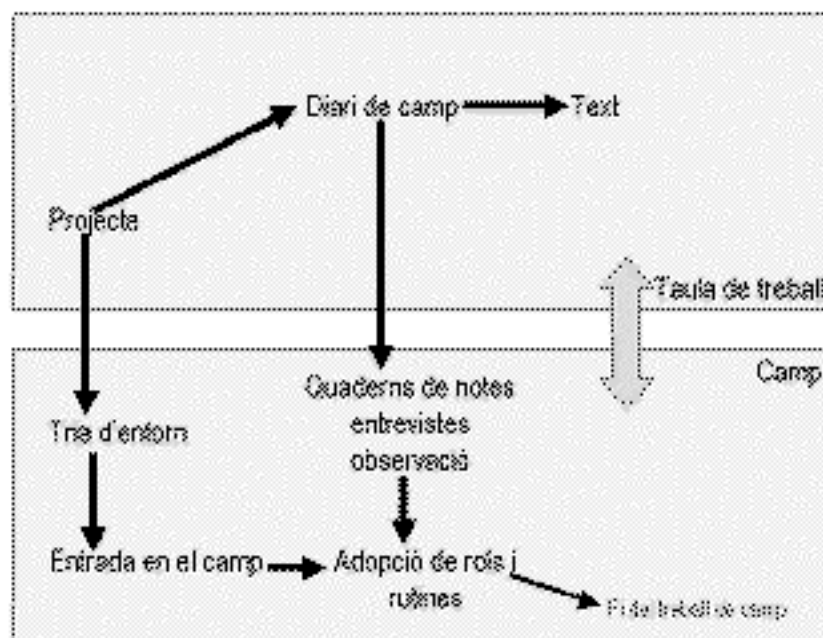 Diari de camp
Text
Projecte
Taula de treball
Camp
Quaderns de notes
entrevistes
observació
Tria d'entorn
Entrada en el camp
Adopció de rols i
rutines
Fi del treball de camp